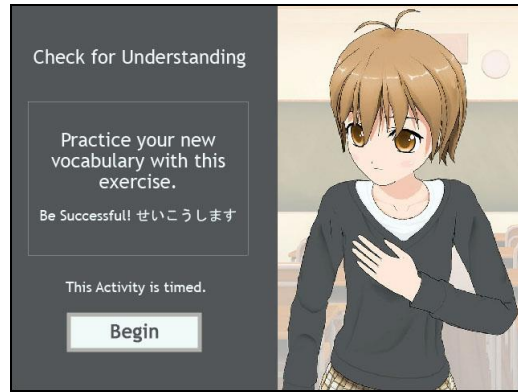 Check for Understanding
Practice your new
vocabulary with this
exercise.
Be Successful! せいこうします
This Activity is timed.
Begin